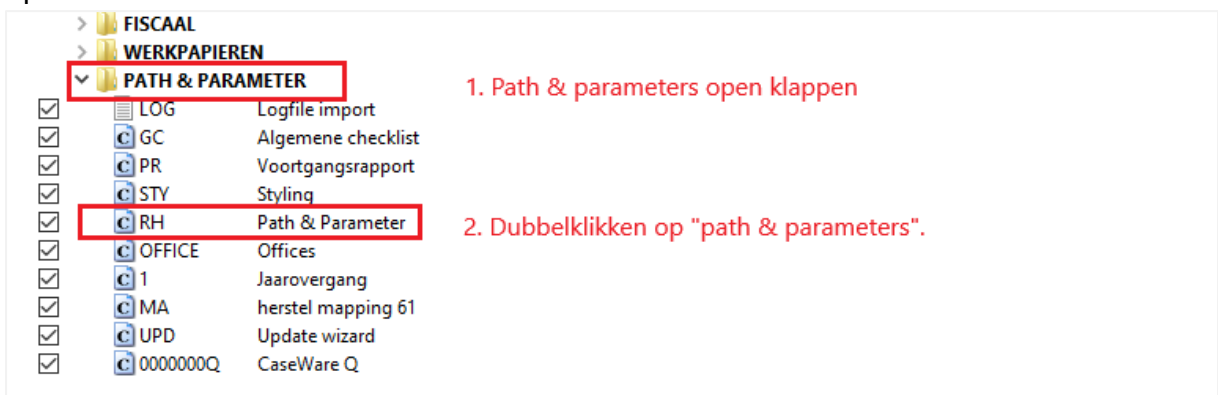 FISCAAL
WERKPAPIEREN
PATH & PARAMETER
1. Path & parameters open klappen
LOG Logfile import
GC Algemene checklist
PR Voortgangsrapport
STY Styling
RH Path & Parameter
2. Dubbelklikken op "path & parameters".
OFFICE Offices
1 Jaarovergang
MA herstel mapping 61
UPD Update wizard
0000000Q CaseWare Q